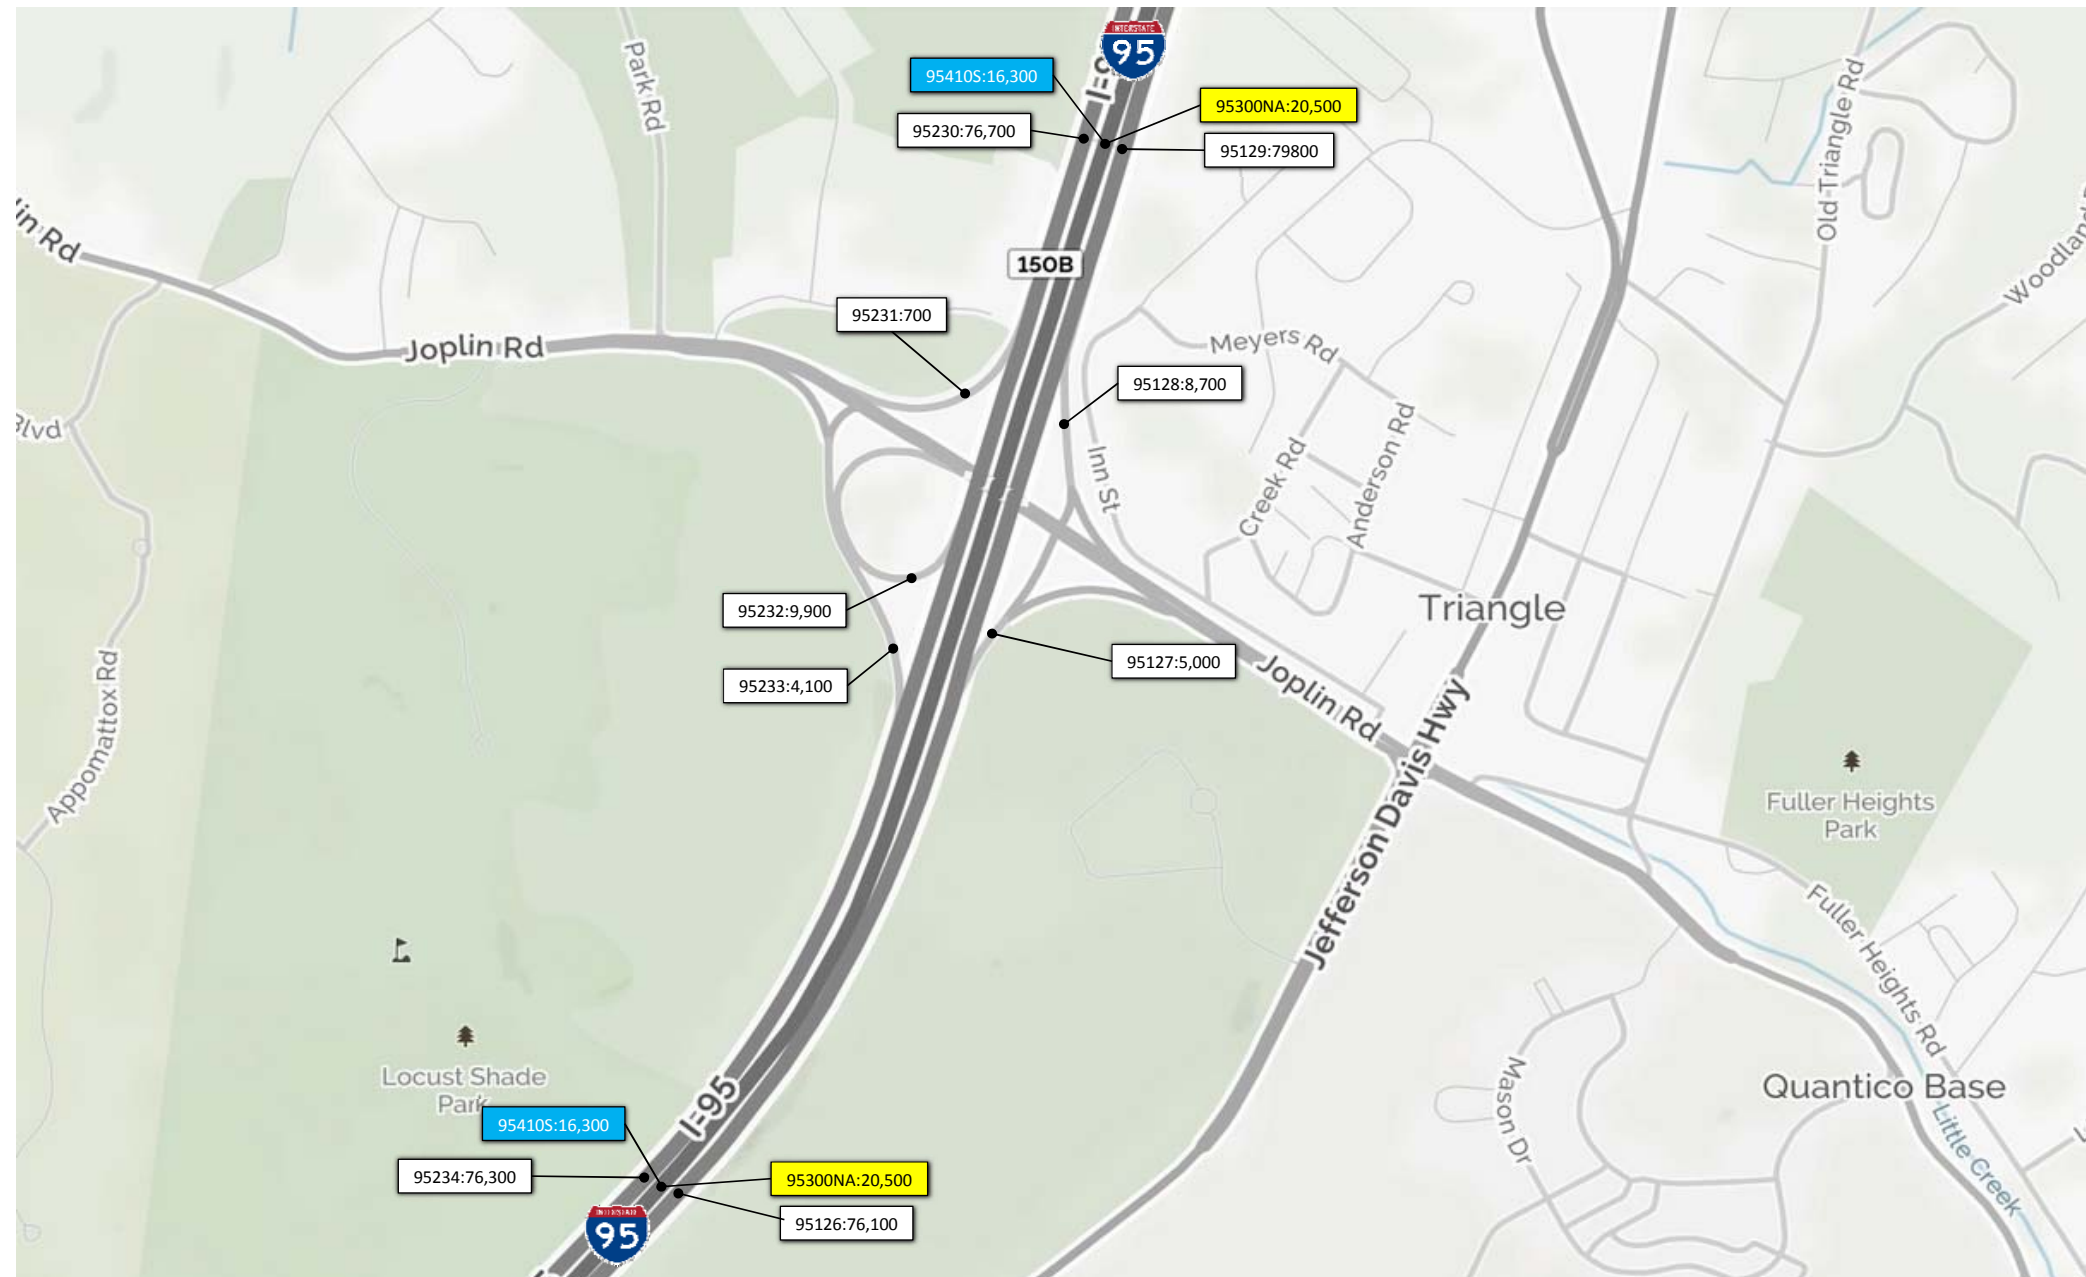 INTERSTATE
95
95410S:16,300
95300NA:20,500
95230:76,700
95129:79800
Park Rd
Old Triangle Rd
lin Rd
150B
95231:700
Joplin Rd
Meyers Rd
95128:8,700
Blvd
Inn St
Creek Rd
Anderson Rd
95232:9,900
Triangle
95233:4,100
95127:5,000
Joplin Rd
Appomattox Rd
Jefferson Davis Hwy
Fuller Heights
Park
Fuller Heights Rd
Locust Shade
Park
I-95
Mason Dr
Quantico Base
Little Creek
95410S:16,300
95234:76,300
95300NA:20,500
95126:76,100
INTERSTATE
95